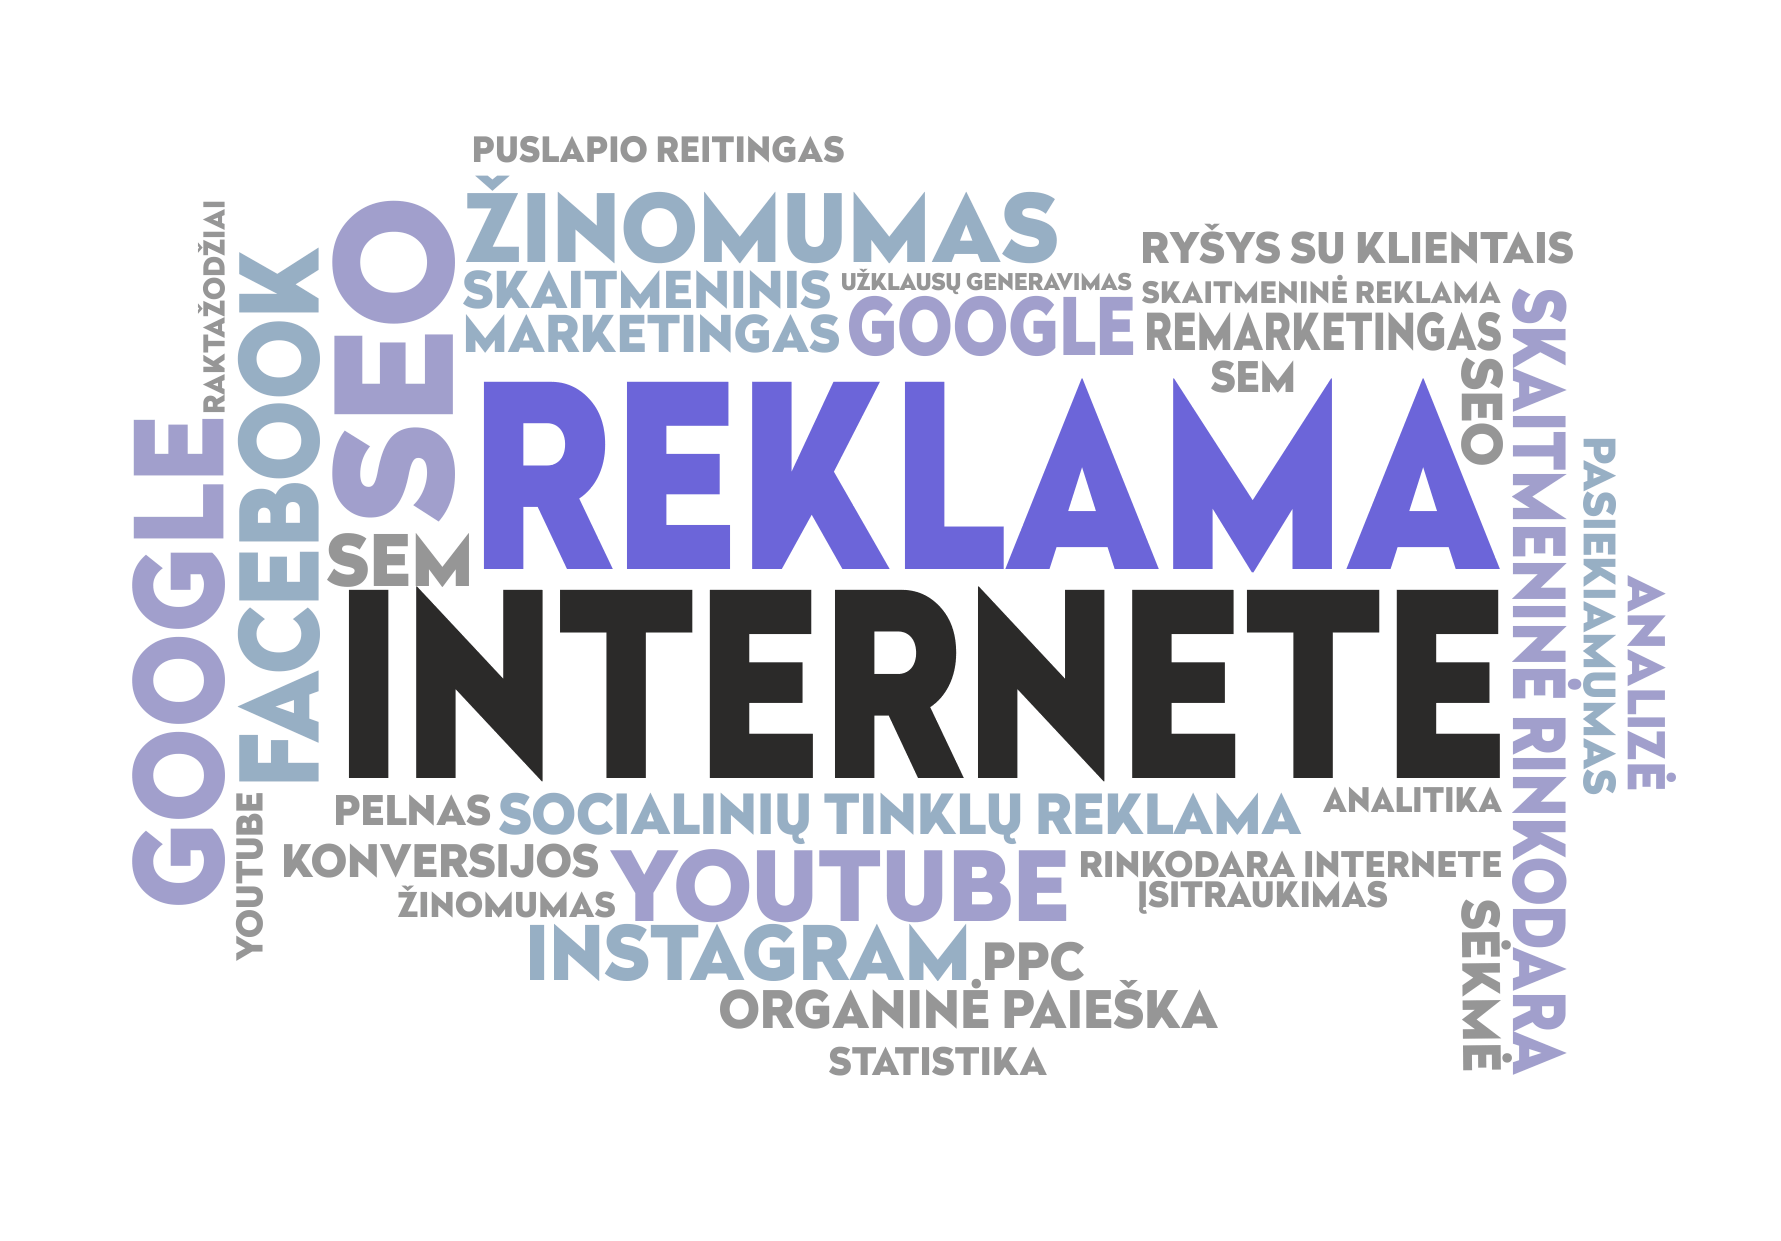 PUSLAPIO REITINGAS
ŽINOMUMAS
RYŠYS SU KLIENTAIS
SKAITMENINIS
MARKETINGAS
UŽKLAUSŲ GENERAVIMAS
GOOGLE
SKAITMENINĖ REKLAMA
REMARKETINGAS
SEM
SEO
RAKTAŽODŽIAI
GOOGLE
FACEBOOK
SEO
SEM
REKLAMA
INTERNETE
SKAITMENINĖ RINKODARA
PASIEKIAMUMAS
ANALIZĖ
YOUTUBE
PELNAS
SOCIALINIŲ TINKLŲ REKLAMA
ANALITIKA
KONVERSIJOS
YOUTUBE
RINKODARA INTERNETE
ŽINOMUMAS
ĮSITRAUKIMAS
SĖKMĖ
INSTAGRAM
PPC
ORGANINĖ PAIEŠKA
STATISTIKA